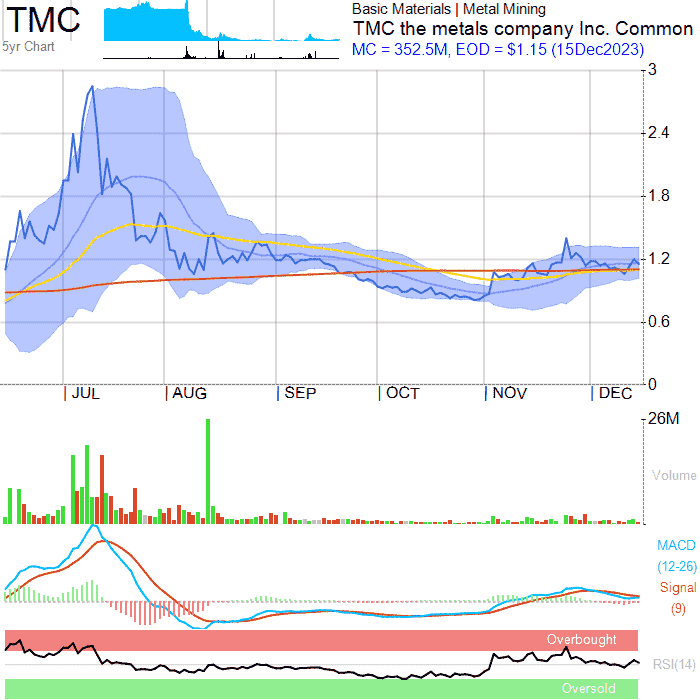 TMC
5yr Chart
Basic Materials | Metal Mining
TMC the metals company Inc. Common
MC = 352.5M, EOD = $1.15 (15Dec2023)
3
2.4
1.8
1.2
0.6
0
| JUL | AUG | SEP | OCT | NOV | DEC
26M
Volume
MACD
(12-26)
Signal
(9)
Overbought
RSI(14)
Oversold